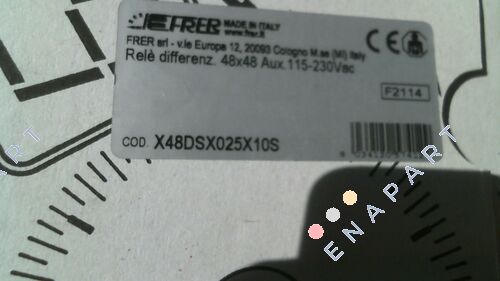 FRER MADE IN ITALY
www.frer.it
FRER srl - v.le Europa 12, 20093 Cologno M.se (MI) Italy
Relè differenz. 48x48 Aux.115-230Vac
F2114
COD. X48DSX025X10S
ENAPART